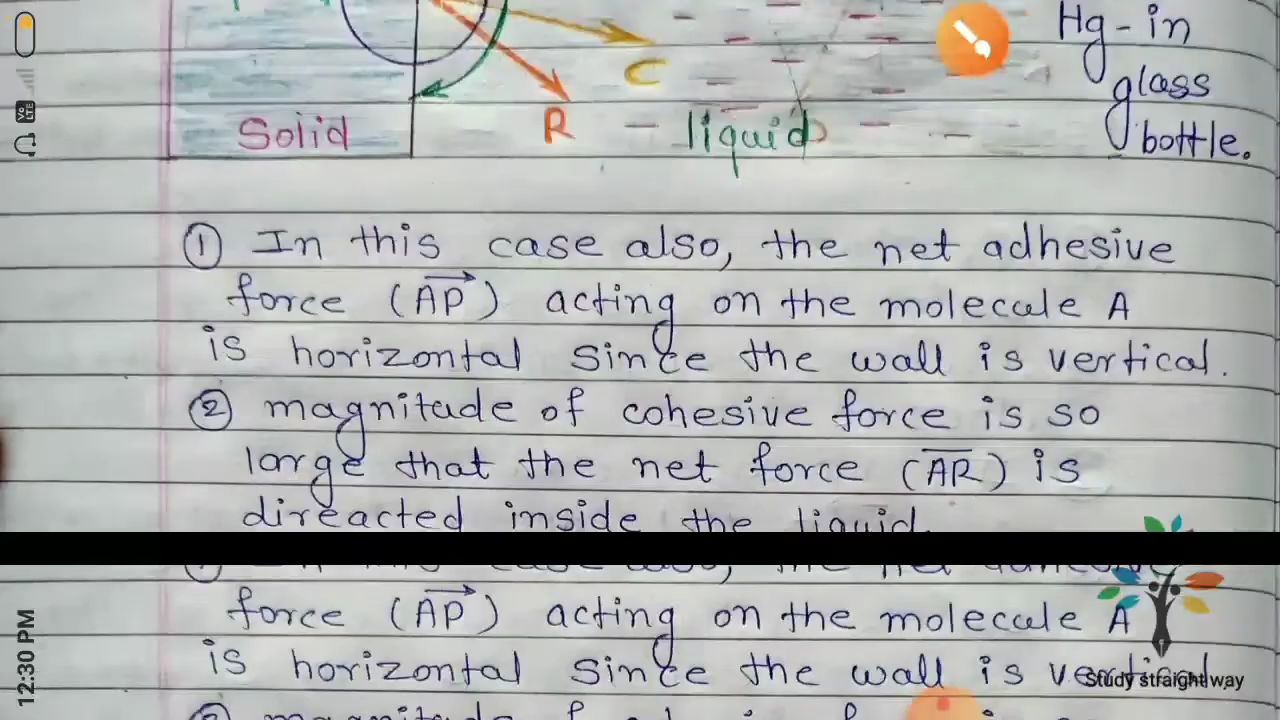 Hg - in
glass
bottle.
C
R
Solid
liquid
① In this case also, the net adhesive
force (AP) acting on the molecule A
is horizontal since the wall is vertical.
② magnitude of cohesive force is so
large that the net force (AR) is
direacted inside the liquid.
force (AP) acting on the molecule A
is horizontal since the wall is vertical.
Study straight way
12:30 PM